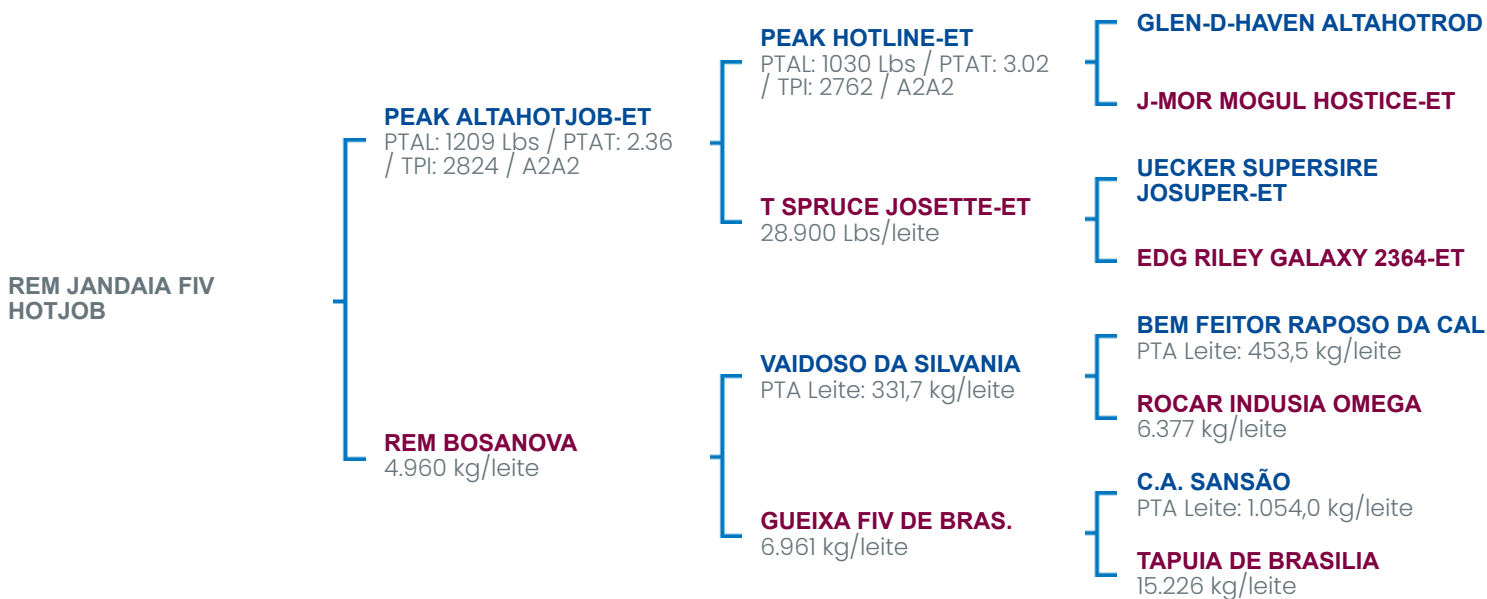 REM JANDAIA FIV
HOTJOB
PEAK ALTAHOTJOB-ET
PTAL: 1209 Lbs / PTAT: 2.36
/ TPI: 2824 / A2A2
REM BOSANOVA
4.960 kg/leite
PEAK HOTLINE-ET
PTAL: 1030 Lbs / PTAT: 3.02
/ TPI: 2762 / A2A2
T SPRUCE JOSETTE-ET
28.900 Lbs/leite
VAIDOSO DA SILVANIA
PTA Leite: 331,7 kg/leite
GUEIXA FIV DE BRAS.
6.961 kg/leite
GLEN-D-HAVEN ALTAHOTROD
J-MOR MOGUL HOSTICE-ET
UECKER SUPERSIRE
JOSUPER-ET
EDG RILEY GALAXY 2364-ET
BEM FEITOR RAPOSO DA CAL
PTA Leite: 453,5 kg/leite
ROCAR INDUSIA OMEGA
6.377 kg/leite
C.A. SANSÃO
PTA Leite: 1.054,0 kg/leite
TAPUIA DE BRASILIA
15.226 kg/leite